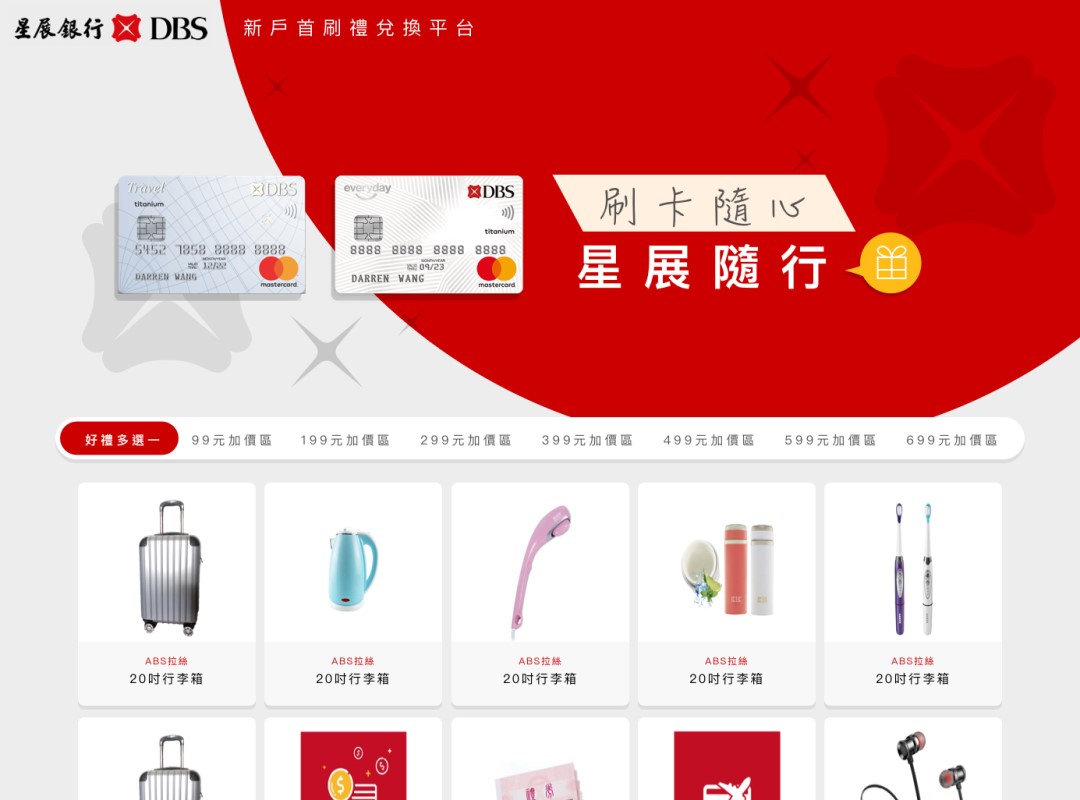 星展銀行 DBS
新戶首刷禮兌換平台
Travel
DBS
titanium
5452 7858 8888 8888
12/22
DARREN WANG
mastercard.
everyday
DBS
titanium
8888 8888 8888 8888
09/23
DARREN WANG
mastercard.
刷卡隨心
星展隨行
好禮多選一
99元加價區
199元加價區
299元加價區
399元加價區
499元加價區
599元加價區
699元加價區
ABS拉絲
20吋行李箱
ABS拉絲
20吋行李箱
ABS拉絲
20吋行李箱
ABS拉絲
20吋行李箱
ABS拉絲
20吋行李箱